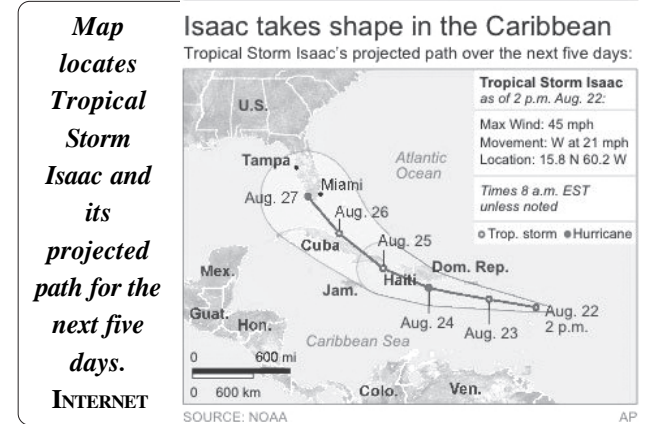 Map
locates
Tropical
Storm
Isaac and
its
projected
path for the
next five
days.
INTERNET
Isaac takes shape in the Caribbean
Tropical Storm Isaac's projected path over the next five days:
Tropical Storm Isaac
as of 2 p.m. Aug. 22:
Max Wind: 45 mph
Movement: W at 21 mph
Location: 15.8 N 60.2 W
Times 8 a.m. EST
unless noted
Trop. storm Hurricane
U.S.
Tampa
Atlantic
Ocean
Miami
Aug. 27
Aug. 26
Cuba
Aug. 25
Dom. Rep.
Mex.
Haiti
Jam.
Aug. 22
2 p.m.
Guat.
Hon.
Aug. 24
Aug. 23
Caribbean Sea
0 600 mi
0 600 km
Colo.
Ven.
SOURCE: NOAA
AP